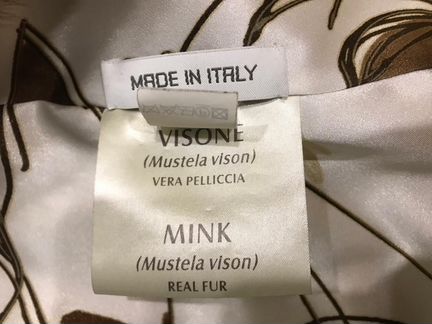 MADE IN ITALY
VISONE
(Mustela vison)
VERA PELLICCIA
MINK
(Mustela vison)
REAL FUR